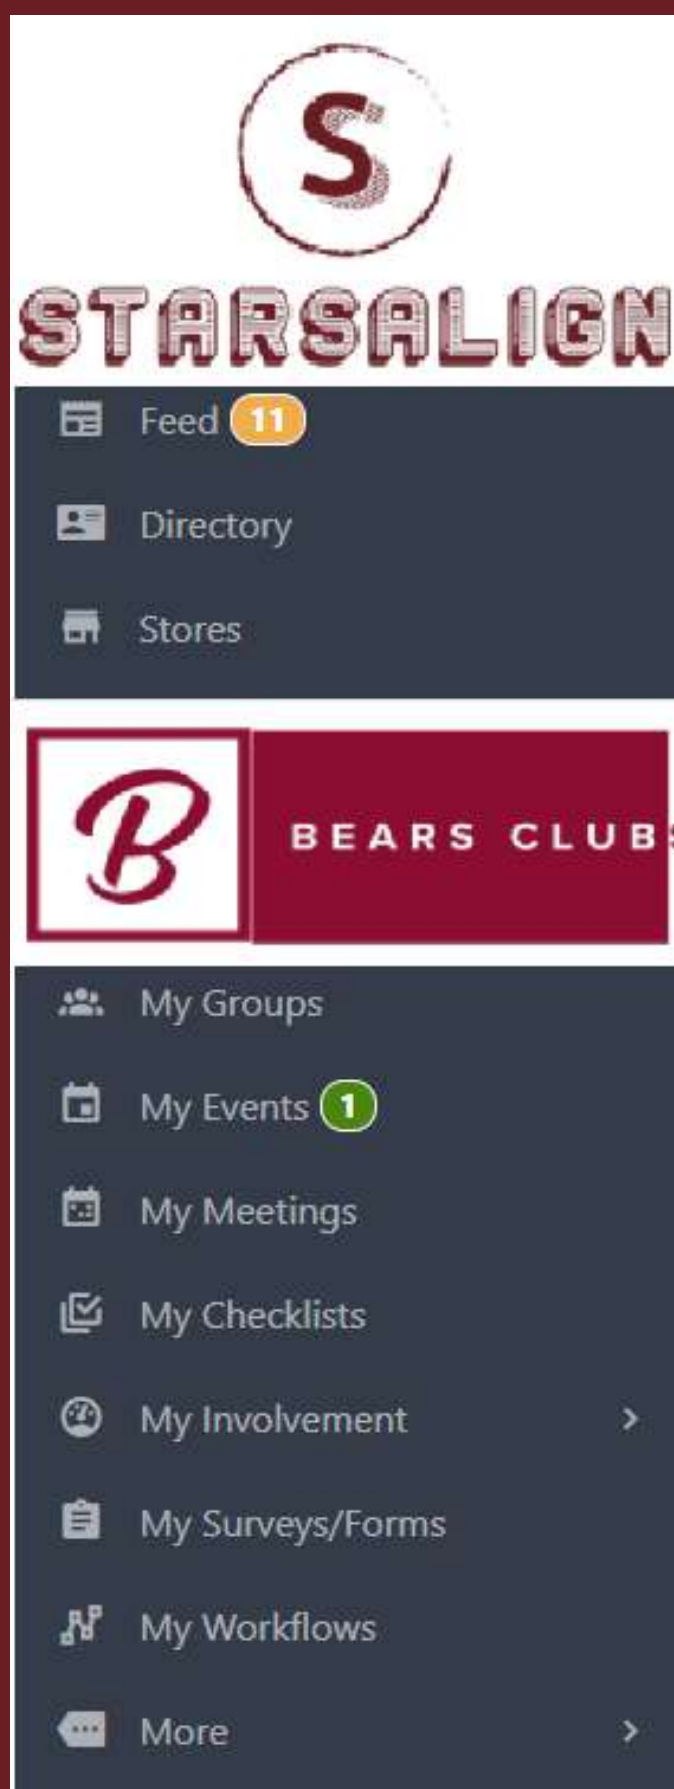 S
STARSALIGN
Feed 11
Directory
Stores
B BEARS CLUBS
My Groups
My Events 1
My Meetings
My Checklists
My Involvement
My Surveys/Forms
My Workflows
More